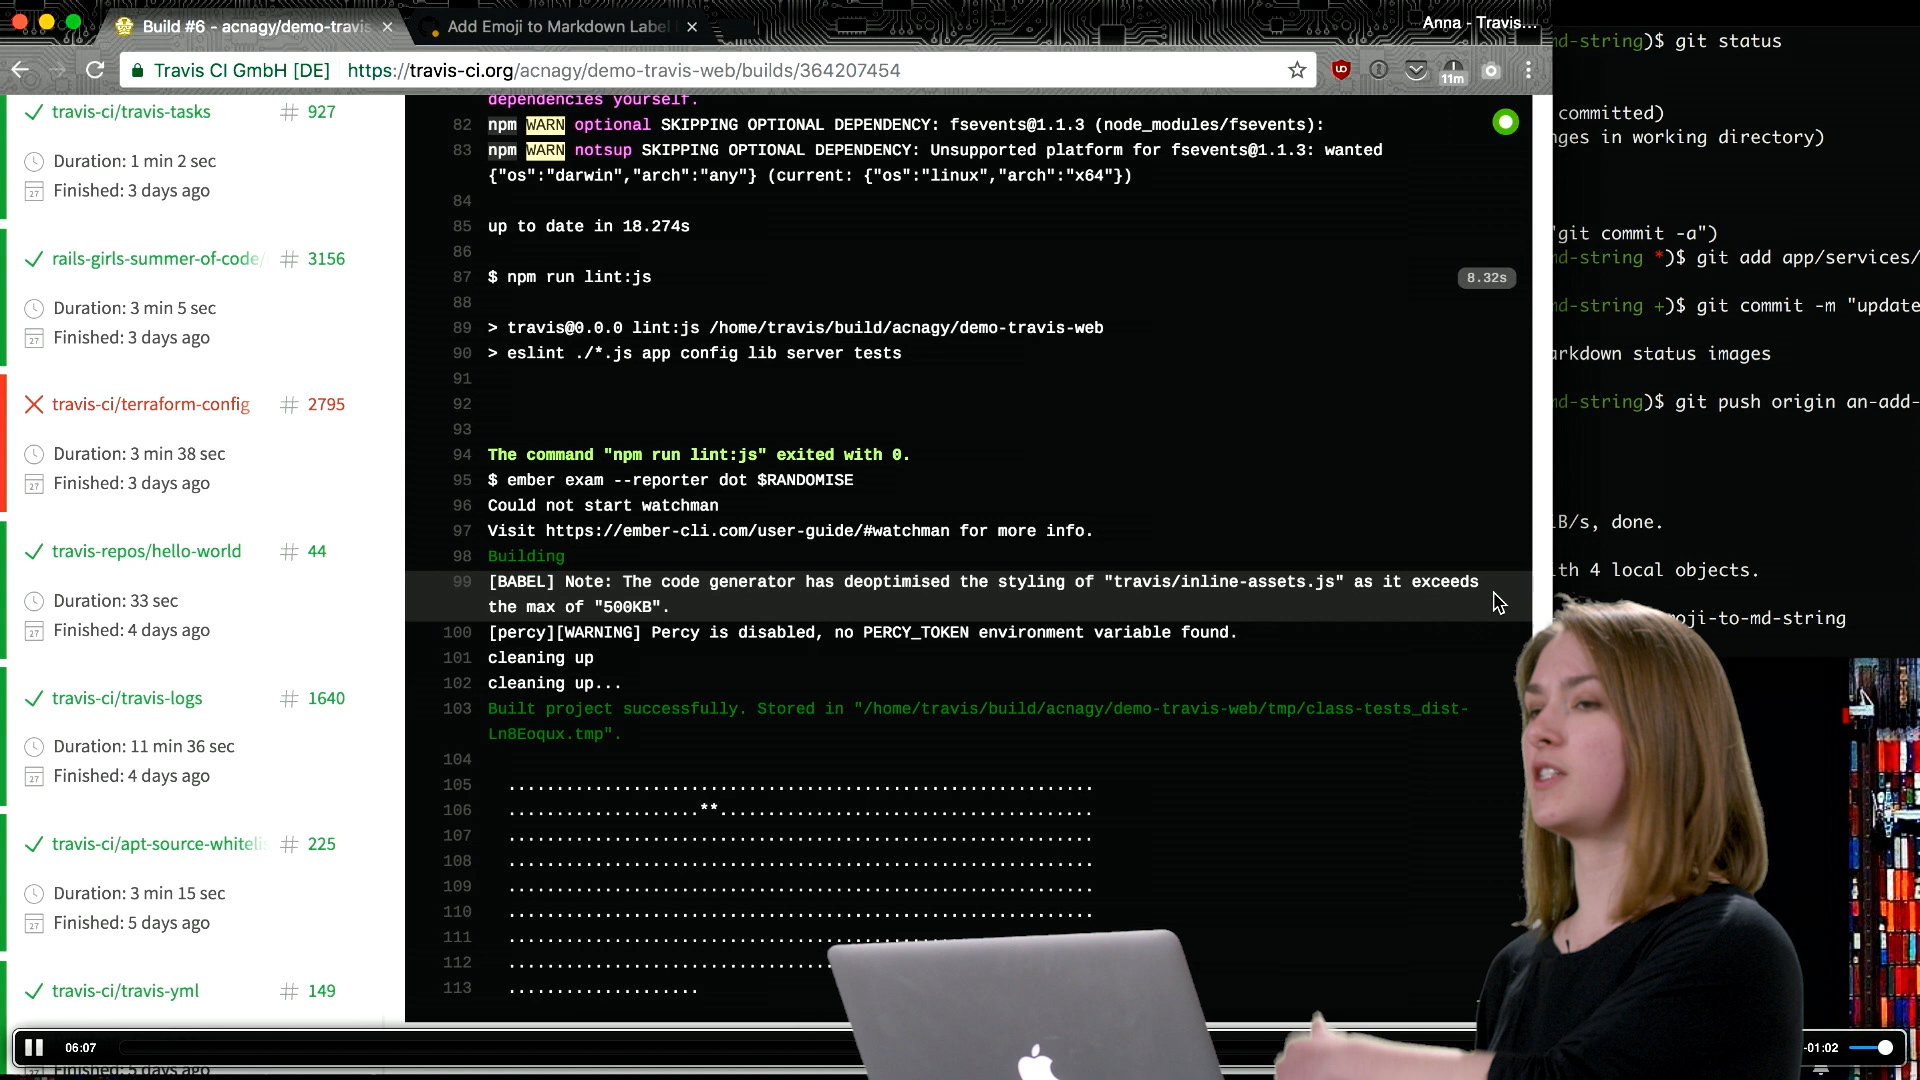 Build #6 - acnagy/demo-travis
Add Emoji to Markdown Label
Anna - Travis...
Travis CI GmbH [DE] https://travis-ci.org/acnagy/demo-travis-web/builds/364207454
11m
travis-ci/travis-tasks # 927
Duration: 1 min 2 sec
Finished: 3 days ago
rails-girls-summer-of-code/ # 3156
Duration: 3 min 5 sec
Finished: 3 days ago
travis-ci/terraform-config # 2795
Duration: 3 min 38 sec
Finished: 3 days ago
travis-repos/hello-world # 44
Duration: 33 sec
Finished: 4 days ago
travis-ci/travis-logs # 1640
Duration: 11 min 36 sec
Finished: 4 days ago
travis-ci/apt-source-whitelis # 225
Duration: 3 min 15 sec
Finished: 5 days ago
travis-ci/travis-yml # 149
Finished: 5 days ago
dependencies yourself.
82 npm WARN optional SKIPPING OPTIONAL DEPENDENCY: fsevents@1.1.3 (node_modules/fsevents):
83 npm WARN notsup SKIPPING OPTIONAL DEPENDENCY: Unsupported platform for fsevents@1.1.3: wanted
{"os":"darwin","arch":"any"} (current: {"os":"linux","arch":"x64"})
84
85 up to date in 18.274s
86
87 $ npm run lint:js 8.32s
88
89 > travis@0.0.0 lint:js /home/travis/build/acnagy/demo-travis-web
90 > eslint ./*.js app config lib server tests
91
92
93
94 The command "npm run lint:js" exited with 0.
95 $ ember exam --reporter dot $RANDOMISE
96 Could not start watchman
97 Visit https://ember-cli.com/user-guide/#watchman for more info.
98 Building
99 [BABEL] Note: The code generator has deoptimised the styling of "travis/inline-assets.js" as it exceeds
the max of "500KB".
100 [percy][WARNING] Percy is disabled, no PERCY_TOKEN environment variable found.
101 cleaning up
102 cleaning up...
103 Built project successfully. Stored in "/home/travis/build/acnagy/demo-travis-web/tmp/class-tests_dist-
Ln8Eoqux.tmp".
104
105 .............................................................
106 ....................**.......................................
107 .............................................................
108 .............................................................
109 .............................................................
110 .............................................................
111 .............................................................
112 ..................................
113 ....................
md-string)$ git status
committed)
nges in working directory)
"git commit -a")
md-string *)$ git add app/services/
md-string +)$ git commit -m "update
arkdown status images
md-string)$ git push origin an-add-
iB/s, done.
ith 4 local objects.
oji-to-md-string
06:07
-01:02